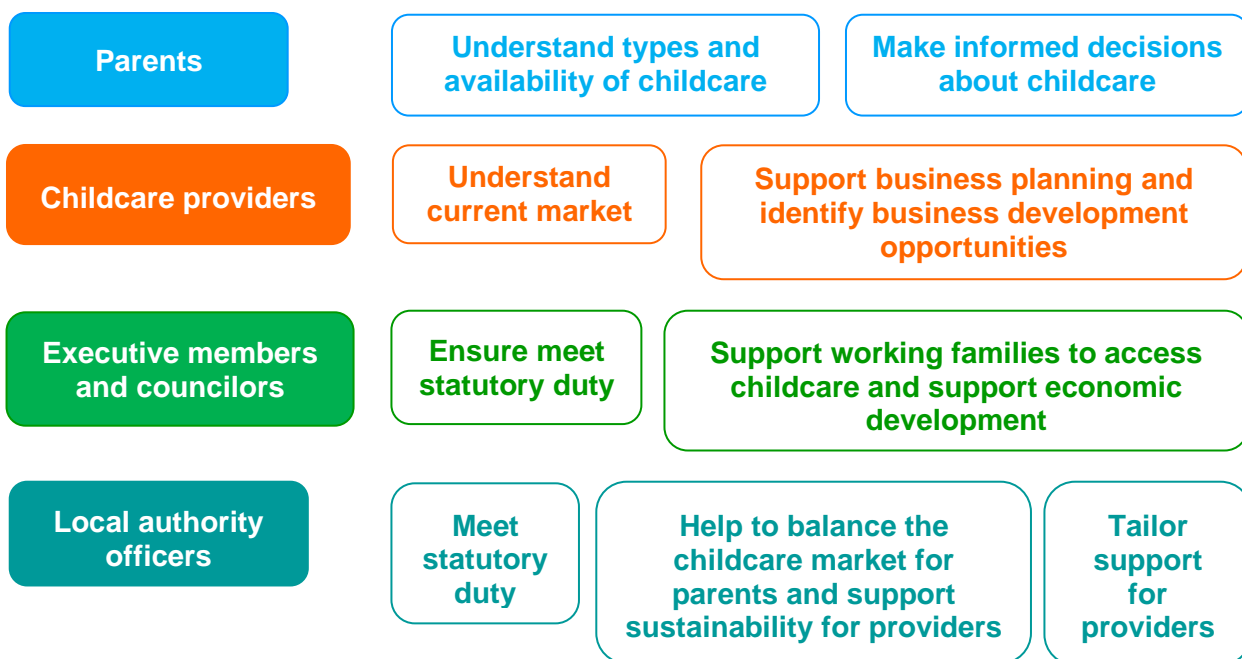 Parents
Understand types and
availability of childcare
Make informed decisions
about childcare
Childcare providers
Understand
current market
Support business planning and
identify business development
opportunities
Executive members
and councilors
Ensure meet
statutory duty
Support working families to access
childcare and support economic
development
Local authority
officers
Meet
statutory
duty
Help to balance the
childcare market for
parents and support
sustainability for providers
Tailor
support
for
providers